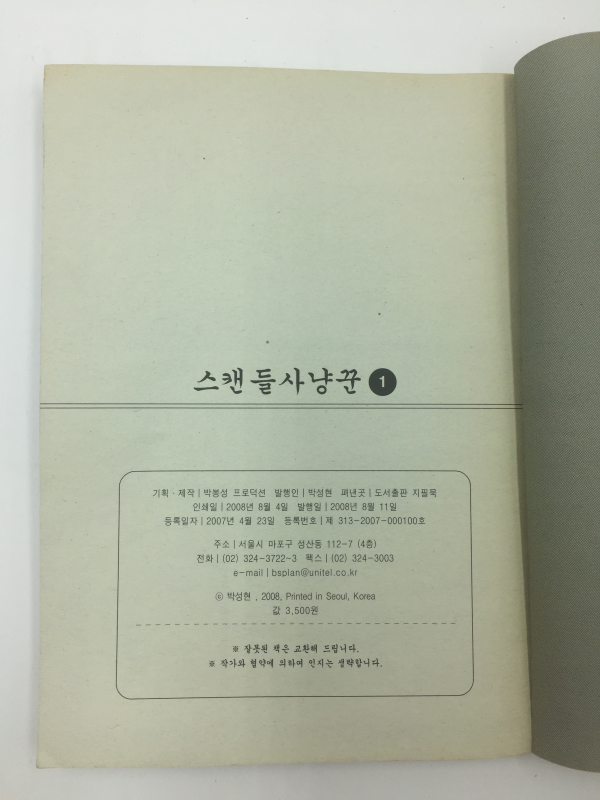 스캔들사냥꾼 1
기획·제작 | 박봉성 프로덕션 발행인 | 박성현 펴낸곳 | 도서출판 지필묵
인쇄일 | 2008년 8월 4일 발행일 | 2008년 8월 11일
등록일자 | 2007년 4월 23일 등록번호 | 제 313-2007-000100호
주소 | 서울시 마포구 성산동 112-7 (4층)
전화 | (02) 324-3722~3 팩스 | (02) 324-3003
e-mail | bsplan@unitel.co.kr
ⓒ 박성현 , 2008, Printed in Seoul, Korea
값 3,500원
※ 잘못된 책은 교환해 드립니다.
※ 작가와 협약에 의하여 인지는 생략합니다.